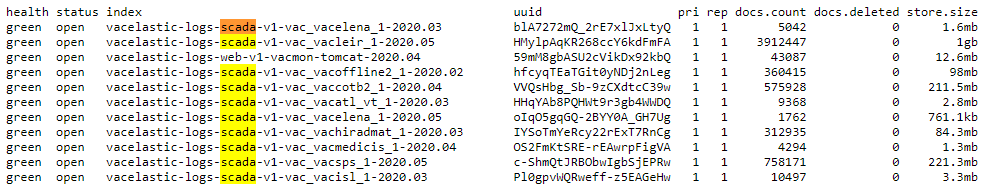 health status index uuid pri rep docs.count docs.deleted store.size
green open vacelastic-logs-scada-v1-vac_vacelena_1-2020.03 blA7272mQ_2rE7xlJxLtyQ 1 1 5042 0 1.6mb
green open vacelastic-logs-scada-v1-vac_vacleir_1-2020.05 HMylpAqKR268ccY6kdFmFA 1 1 3912447 0 1gb
green open vacelastic-logs-web-v1-vacmon-tomcat-2020.04 59mM8gbASU2cVikDx92kbQ 1 1 43087 0 12.6mb
green open vacelastic-logs-scada-v1-vac_vacoffline2_1-2020.02 hfcyqTEaTGit0yNDj2nLeg 1 1 360415 0 98mb
green open vacelastic-logs-scada-v1-vac_vaccotb2_1-2020.04 VVQsHbg_Sb-9zCXdtcC39w 1 1 575928 0 211.5mb
green open vacelastic-logs-scada-v1-vac_vacatl_vt_1-2020.03 HHqYAb8PQHWt9r3gb4WWDQ 1 1 9368 0 2.8mb
green open vacelastic-logs-scada-v1-vac_vacelena_1-2020.05 oIqO5gqGQ-2BYY0A_GH7Ug 1 1 1762 0 761.1kb
green open vacelastic-logs-scada-v1-vac_vachiradmat_1-2020.03 IYSoTmYeRcy22rExT7RnCg 1 1 312935 0 84.3mb
green open vacelastic-logs-scada-v1-vac_vacmedicis_1-2020.04 OS2FmKtSRE-rEAwrpFigVA 1 1 4294 0 1.3mb
green open vacelastic-logs-scada-v1-vac_vacsps_1-2020.05 c-ShmQtJRBObwIgbSjEPRw 1 1 758171 0 221.3mb
green open vacelastic-logs-scada-v1-vac_vacisl_1-2020.03 Pl0gpvWQRweff-z5EAGeHw 1 1 10497 0 3.3mb